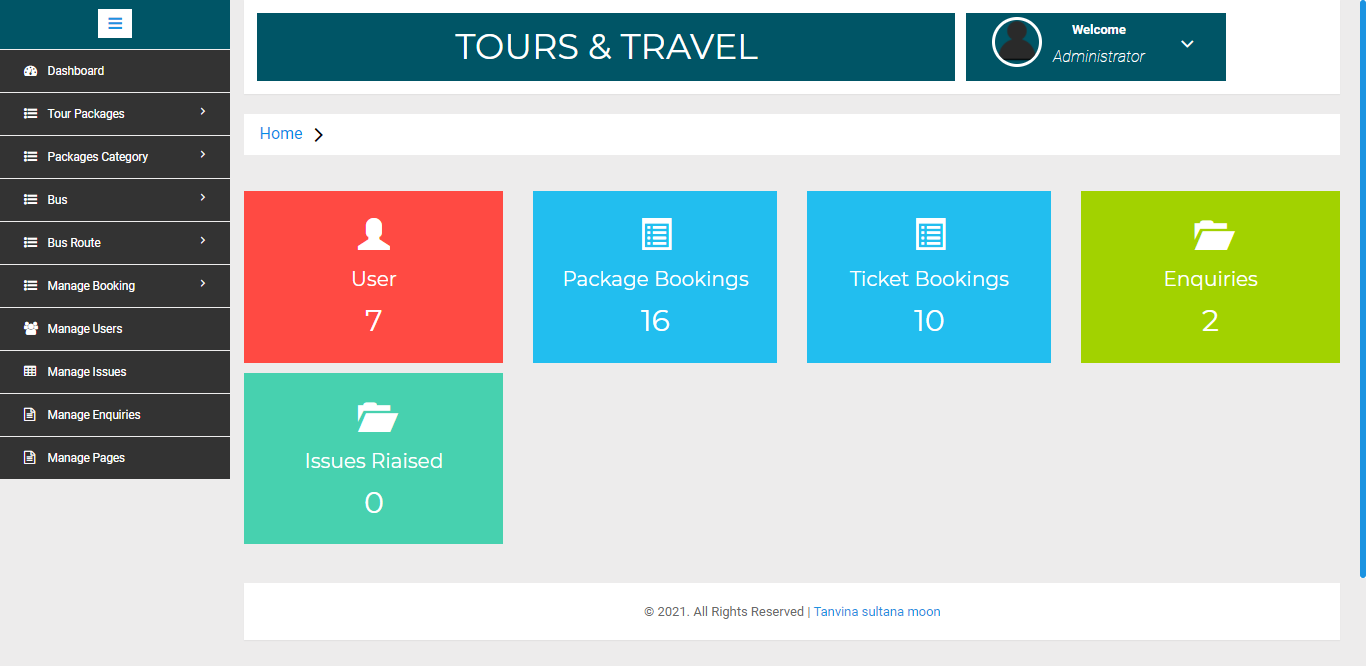 TOURS & TRAVEL
Welcome
Administrator
Dashboard
Tour Packages
Packages Category
Bus
Bus Route
Manage Booking
Manage Users
Manage Issues
Manage Enquiries
Manage Pages
Home
User
7
Package Bookings
16
Ticket Bookings
10
Enquiries
2
Issues Riaised
0
© 2021. All Rights Reserved | Tanvina sultana moon